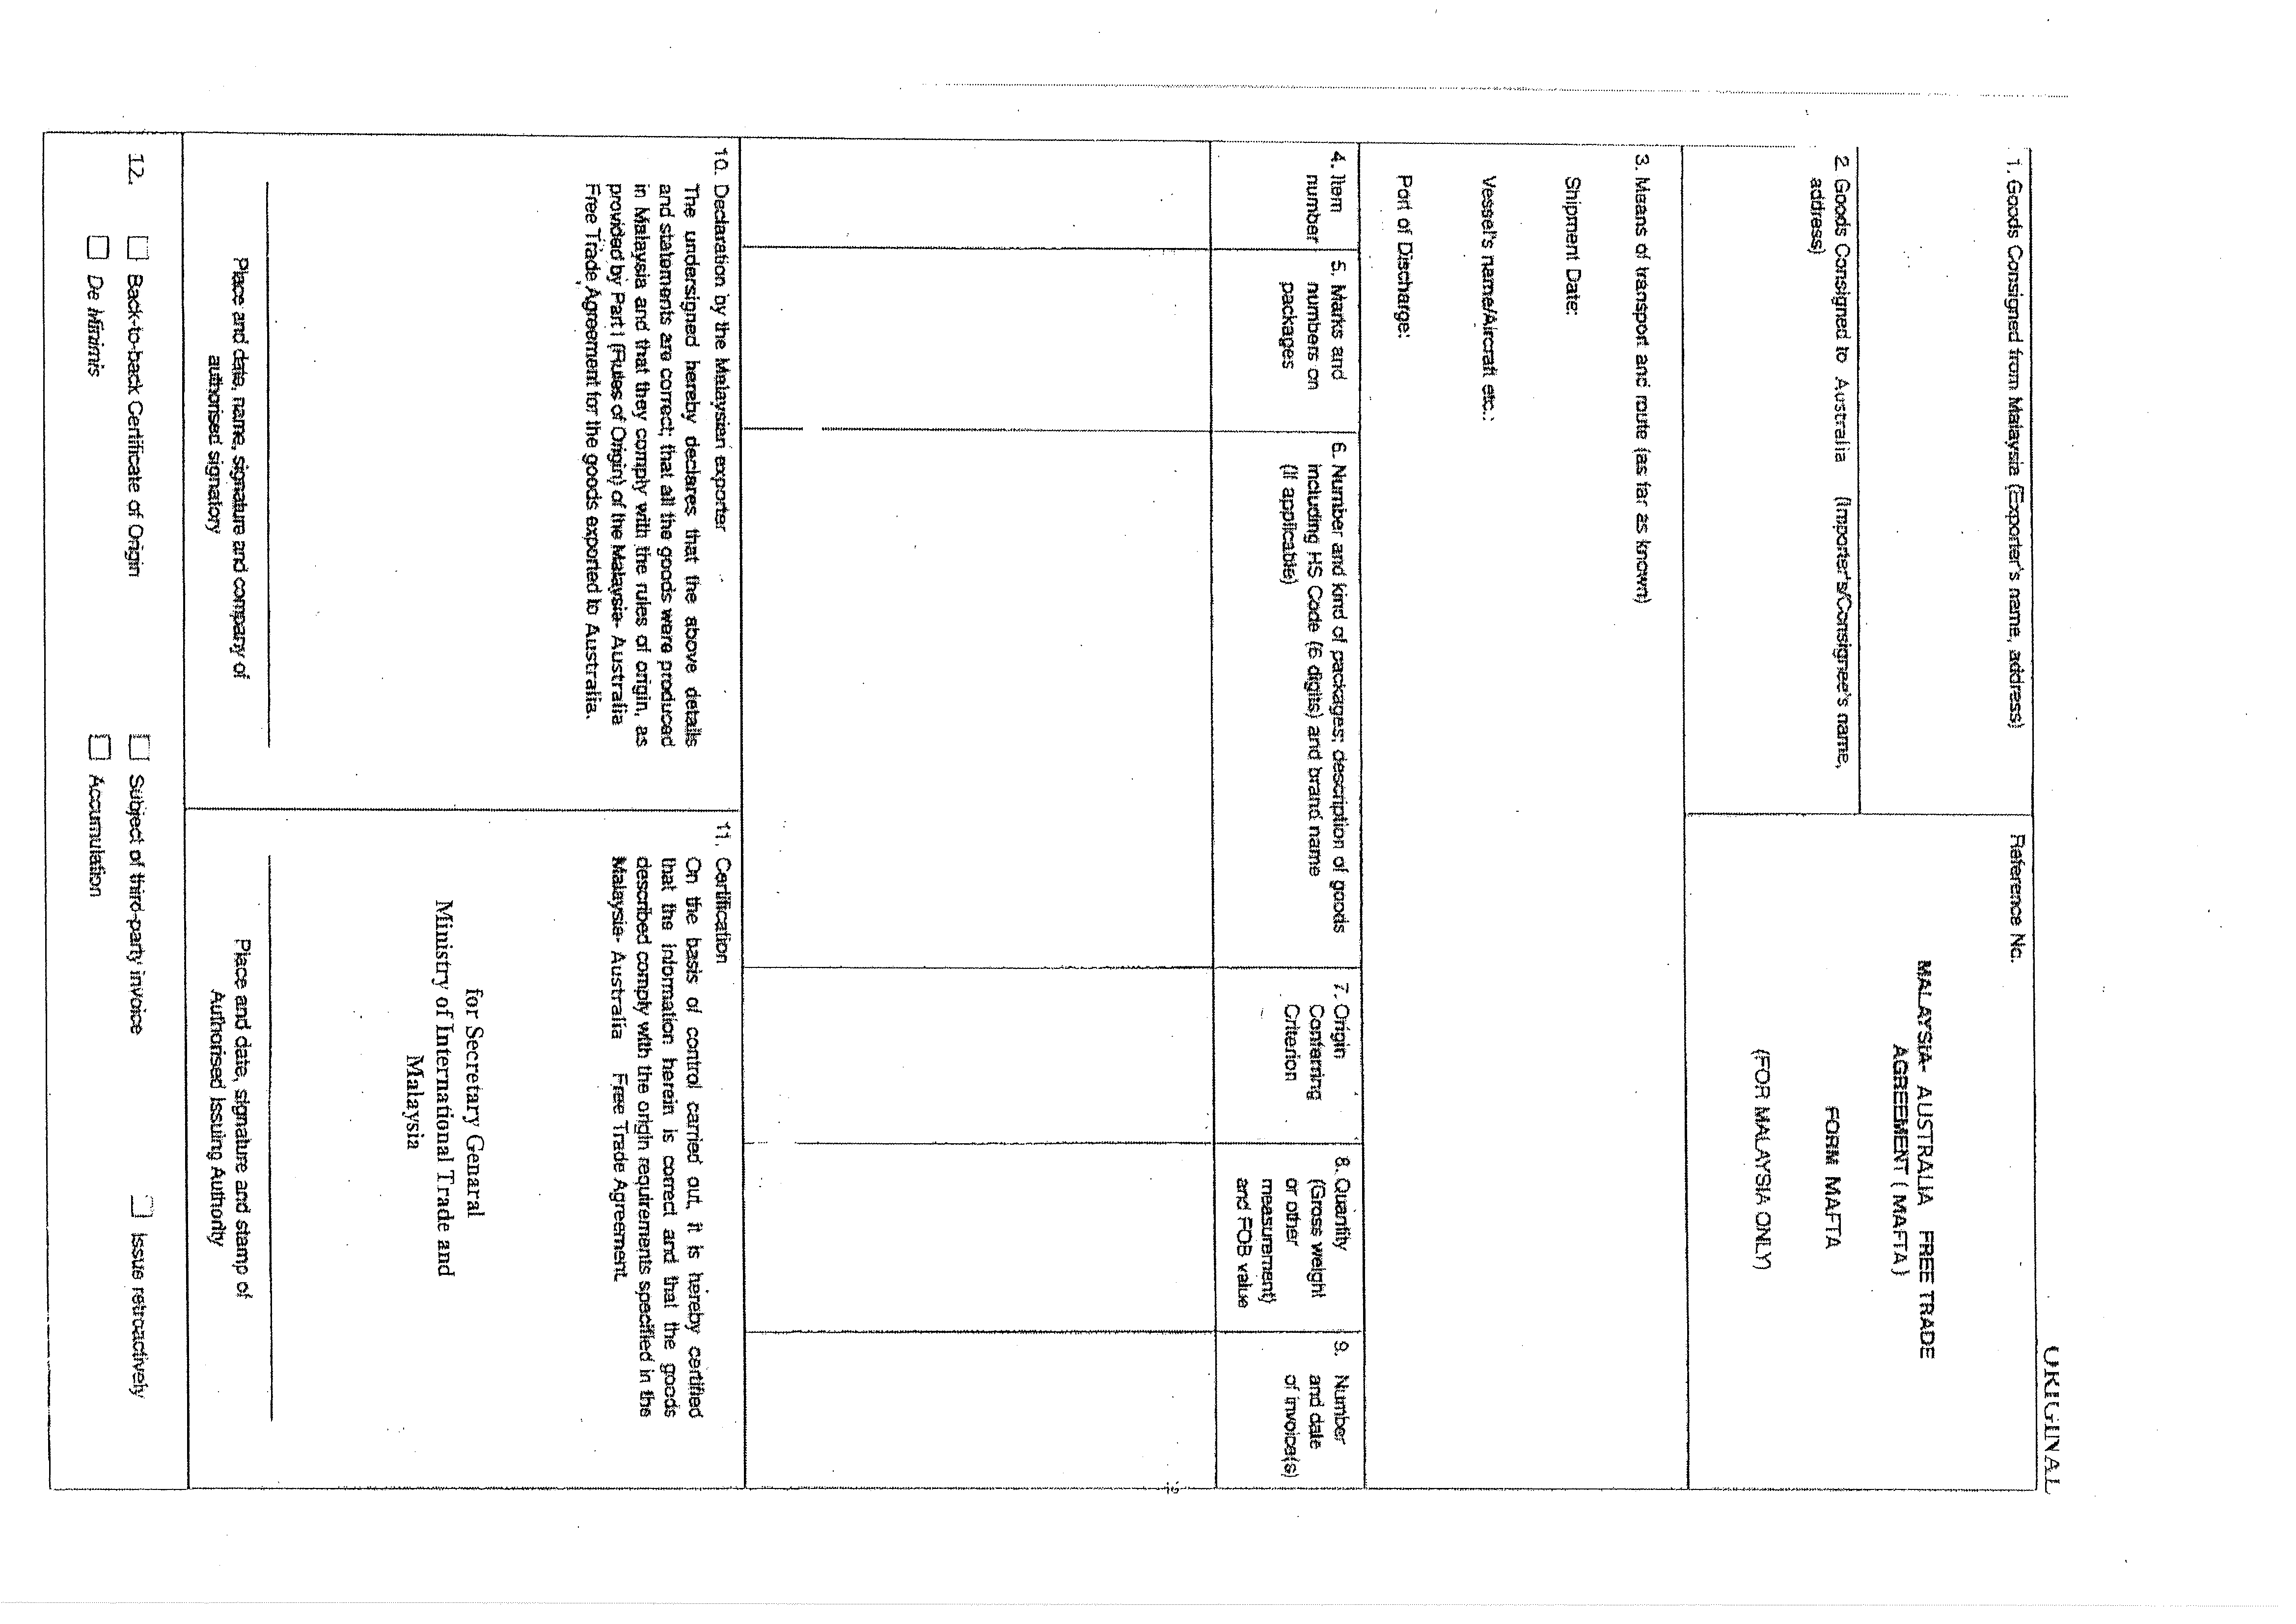 ORIGINAL
1. Goods Consigned from Malaysia (Exporter's name, address)
Reference No.
MALAYSIA- AUSTRALIA FREE TRADE
AGREEMENT ( MAFTA )
FORM MAFTA
(FOR MALAYSIA ONLY)
2. Goods Consigned to Australia (Importer's/Consignee's name,
address)
3. Means of transport and route (as far as known)
Shipment Date:
Vessel's name/Aircraft etc.:
Port of Discharge:
4. Item
number
5. Marks and
numbers on
packages
6. Number and kind of packages; description of goods
including HS Code (6 digits) and brand name
(if applicable)
7. Origin
Conferring
Criterion
8. Quantity
(Gross weight
or other
measurement)
and FOB value
9. Number
and date
of invoice(s)
10. Declaration by the Malaysian exporter
The undersigned hereby declares that the above details
and statements are correct; that all the goods were produced
in Malaysia and that they comply with the rules of origin, as
provided by Part I (Rules of Origin) of the Malaysia- Australia
Free Trade Agreement for the goods exported to Australia.
Place and date, name, signature and company of
authorised signatory
11. Certification
On the basis of control carried out, it is hereby certified
that the information herein is correct and that the goods
described comply with the origin requirements specified in the
Malaysia- Australia Free Trade Agreement
for Secretary Genaral
Ministry of International Trade and
Malaysia
Place and date, signature and stamp of
Authorised Issuing Authority
12. Back-to-back Certificate of Origin Subject of third-party invoice Issue retroactively
De Minimis Accumulation